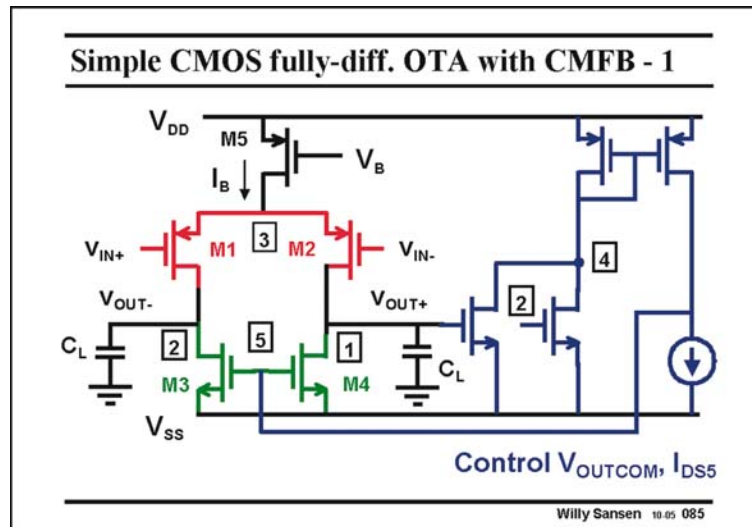 Simple CMOS fully-diff. OTA with CMFB - 1
VDD
M5
IB
VB
VIN+
M1
3
M2
VIN-
4
VOUT-
VOUT+
2
2
5
1
CL
CL
M3
M4
VSS
Control VOUTCOM, IDS5
Willy Sansen 10-05 085